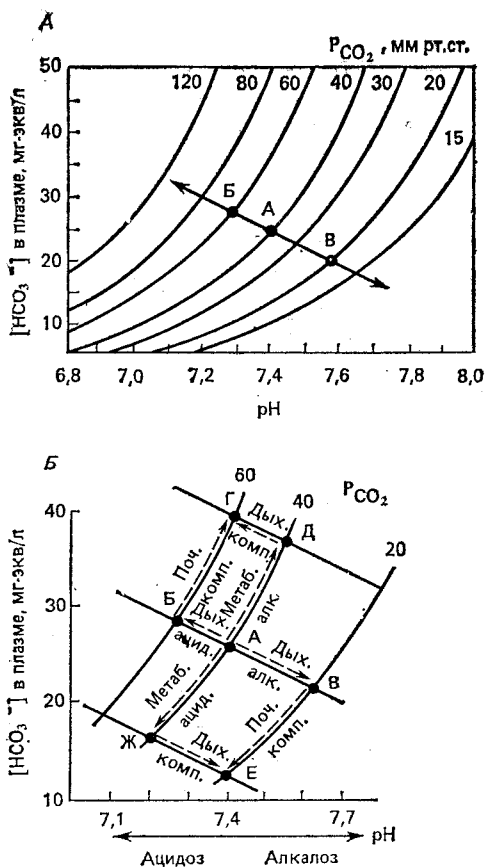 А
P CO₂ , мм рт.ст.
[HCO₃⁻] в плазме, мг-экв/л
50
40
30
20
10
120
80
60
40
30
20
15
Б
А
В
6,8
7,0
7,2
7,4
7,6
7,8
8,0
pH
Б
P CO₂
[HCO₃⁻] в плазме, мг-экв/л
40
30
20
10
60
40
20
Г
Дых.
комп.
Д
Поч.
комп.
Метаб.
алк.
Б
Дых.
ацид.
А
Дых.
алк.
В
Метаб.
ацид.
Поч.
комп.
Ж
Дых.
комп.
Е
7,1
7,4
7,7
pH
Ацидоз
Алкалоз